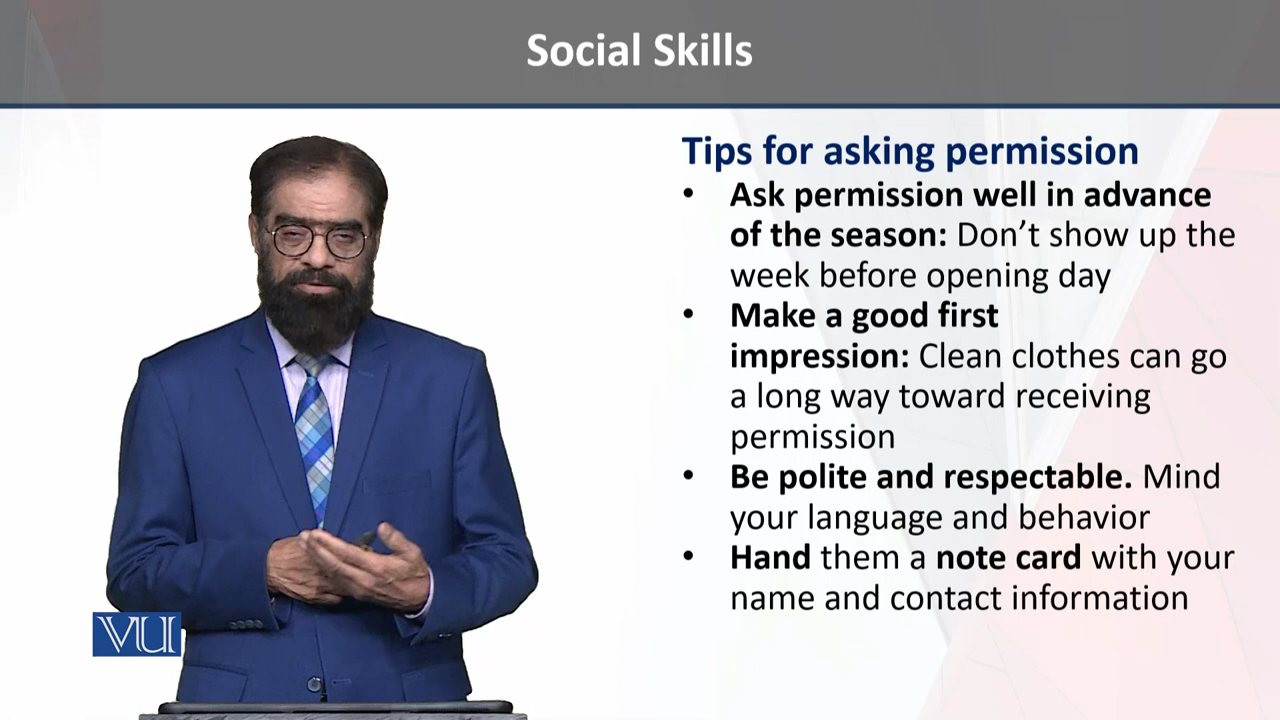 Social Skills
Tips for asking permission
• Ask permission well in advance
of the season: Don’t show up the
week before opening day
• Make a good first
impression: Clean clothes can go
a long way toward receiving
permission
• Be polite and respectable. Mind
your language and behavior
• Hand them a note card with your
name and contact information
VU